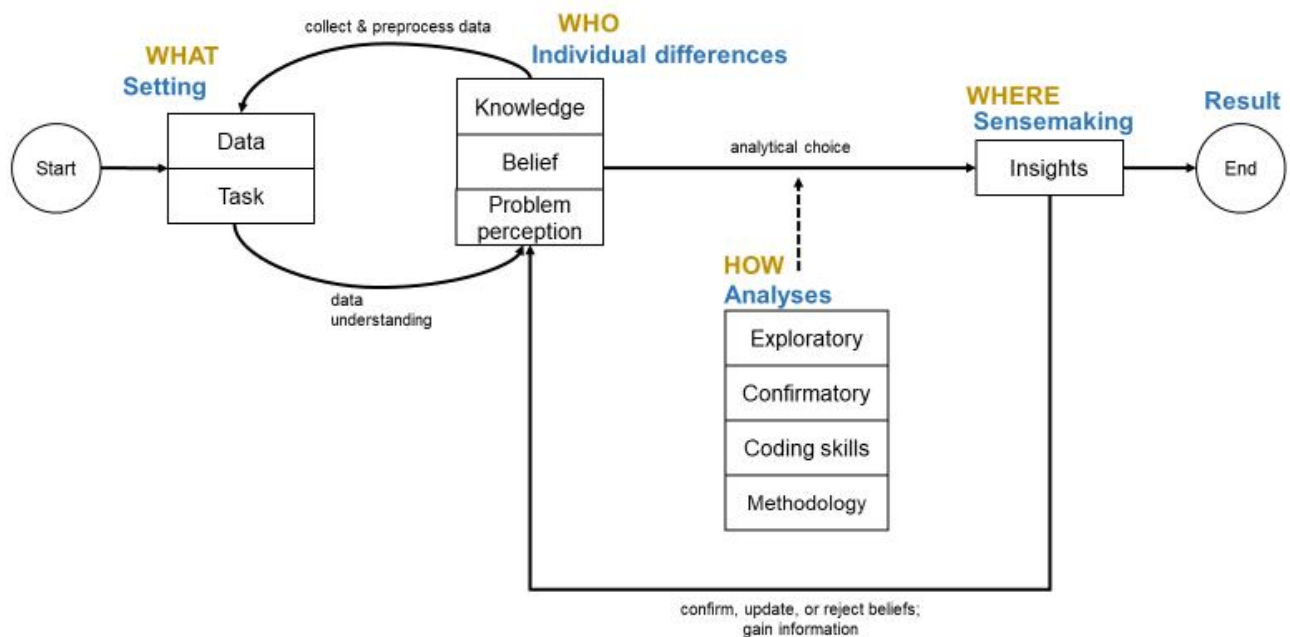 collect & preprocess data
WHAT
Setting
WHO
Individual differences
WHERE
Sensemaking
Result
Start
Data
Task
Knowledge
Belief
Problem
perception
analytical choice
Insights
End
data
understanding
HOW
Analyses
Exploratory
Confirmatory
Coding skills
Methodology
confirm, update, or reject beliefs;
gain information